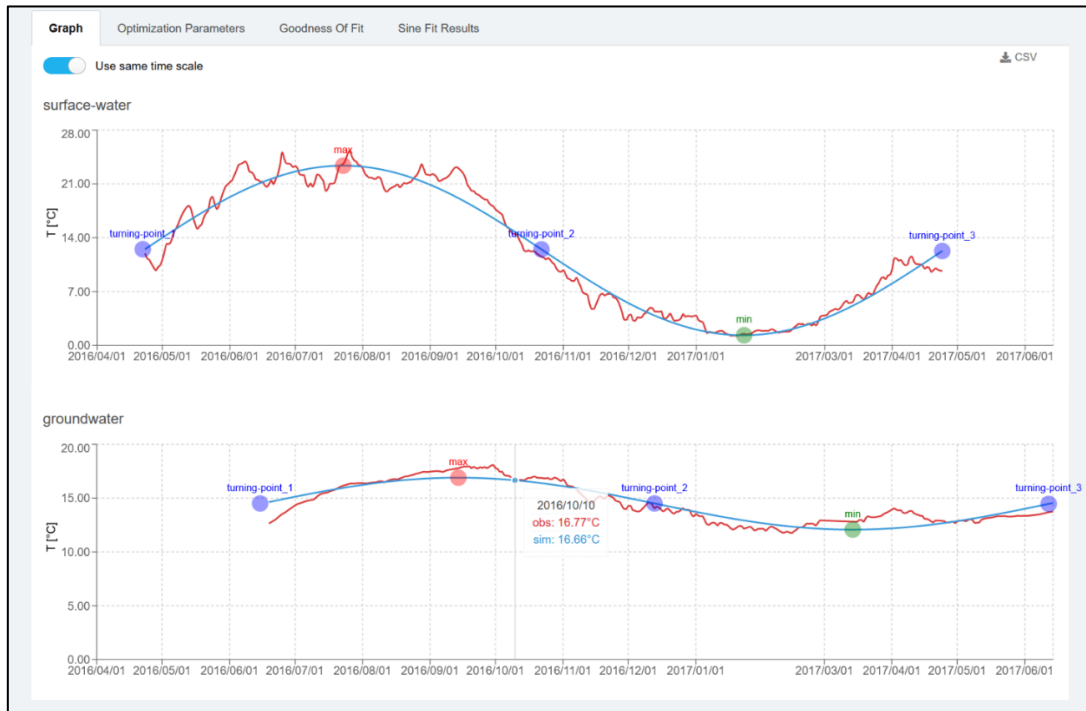 Graph Optimization Parameters Goodness Of Fit Sine Fit Results
Use same time scale
CSV
surface-water
28.00
21.00
14.00
7.00
0.00
T [°C]
max
turning-point_1
turning-point_2
turning-point_3
min
2016/04/01 2016/05/01 2016/06/01 2016/07/01 2016/08/01 2016/09/01 2016/10/01 2016/11/01 2016/12/01 2017/01/01 2017/03/01 2017/04/01 2017/05/01 2017/06/01
groundwater
20.00
15.00
10.00
5.00
0.00
T [°C]
max
turning-point_1
turning-point_2
turning-point_3
min
2016/10/10
obs: 16.77°C
sim: 16.66°C
2016/04/01 2016/05/01 2016/06/01 2016/07/01 2016/08/01 2016/09/01 2016/10/01 2016/11/01 2016/12/01 2017/01/01 2017/03/01 2017/04/01 2017/05/01 2017/06/01